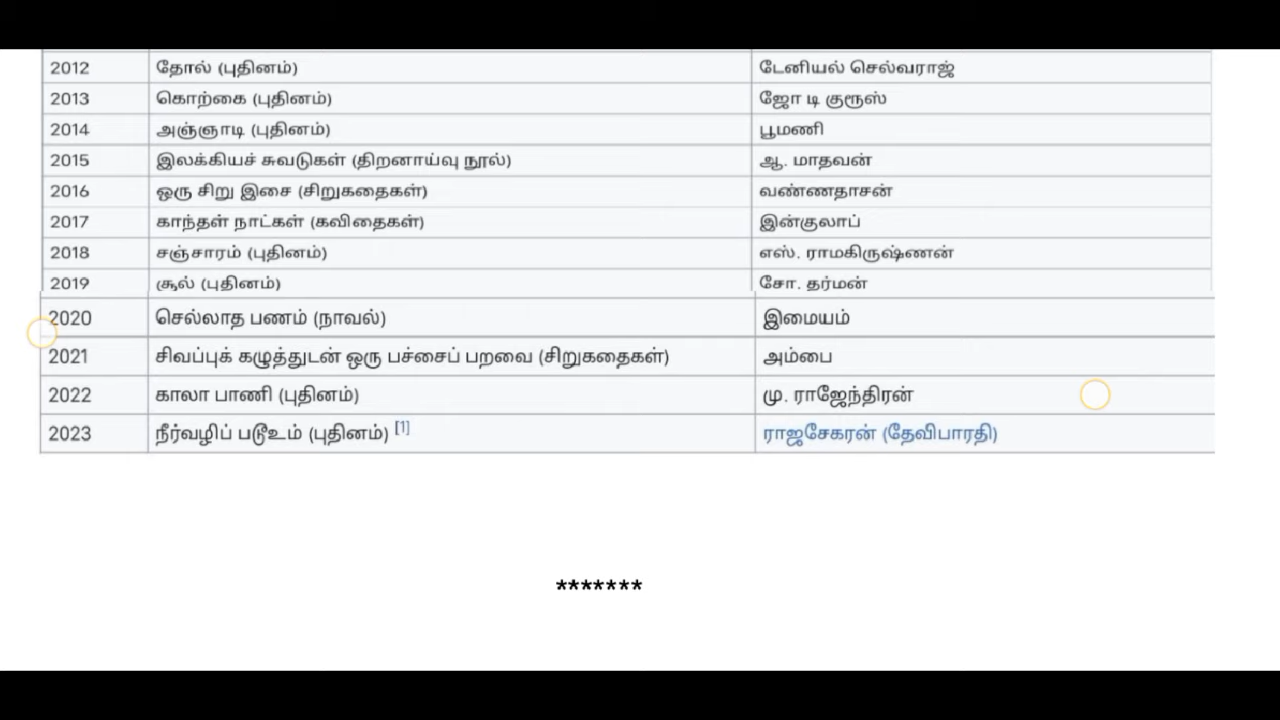 2012 தோல் (புதினம்) டேனியல் செல்வராஜ்
2013 கொற்கை (புதினம்) ஜோ டி குரூஸ்
2014 அஞ்ஞாடி (புதினம்) பூமணி
2015 இலக்கியச் சுவடுகள் (திறனாய்வு நூல்) ஆ. மாதவன்
2016 ஒரு சிறு இசை (சிறுகதைகள்) வண்ணதாசன்
2017 காந்தள் நாட்கள் (கவிதைகள்) இன்குலாப்
2018 சஞ்சாரம் (புதினம்) எஸ். ராமகிருஷ்ணன்
2019 சூல் (புதினம்) சோ. தர்மன்
2020 செல்லாத பணம் (நாவல்) இமையம்
2021 சிவப்புக் கழுத்துடன் ஒரு பச்சைப் பறவை (சிறுகதைகள்) அம்பை
2022 காலா பாணி (புதினம்) மு. ராஜேந்திரன்
2023 நீர்வழிப் படூஉம் (புதினம்) [1] ராஜசேகரன் (தேவிபாரதி)
*******